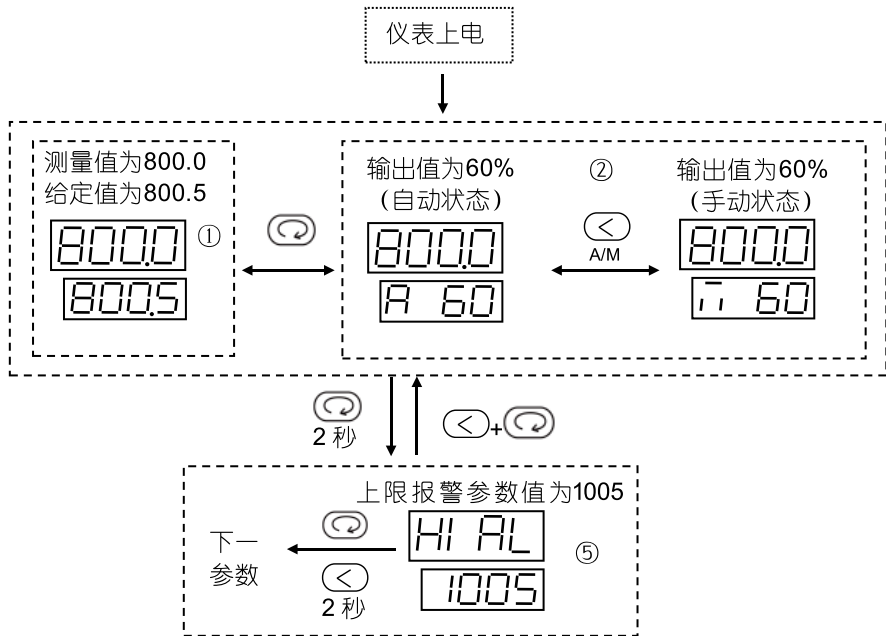 仪表上电
测量值为800.0
给定值为800.5
①
800.0
800.5
输出值为60%
(自动状态)
②
800.0
A 60
A/M
输出值为60%
(手动状态)
800.0
60
2 秒
+
上限报警参数值为1005
HI AL
1005
⑤
下一
参数
2 秒